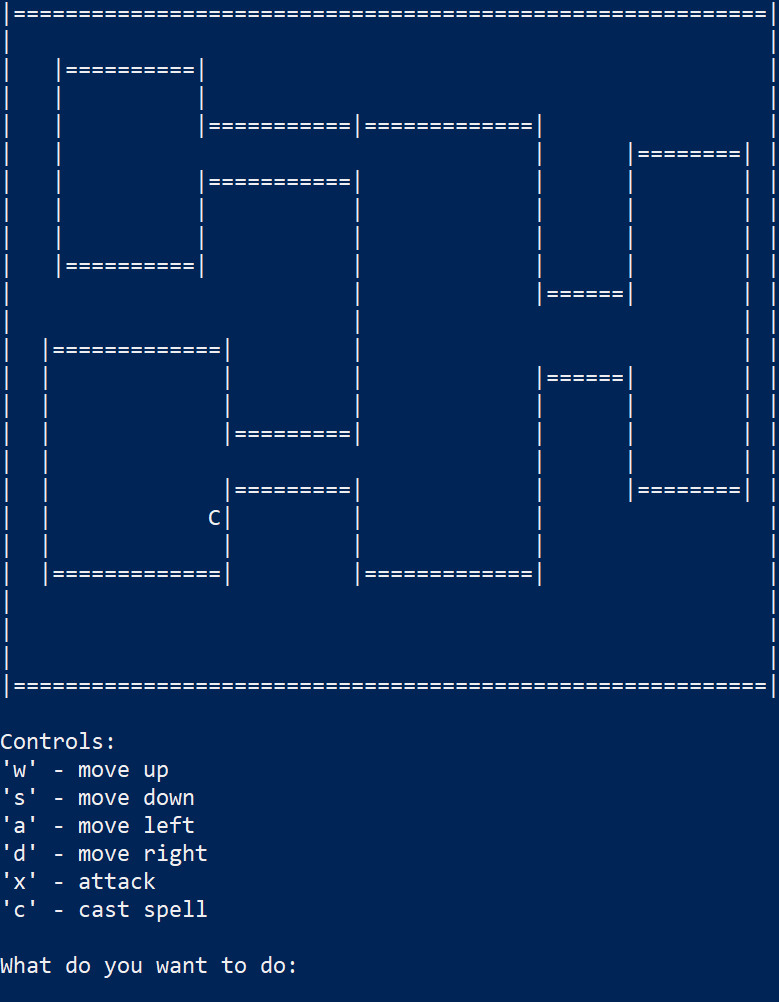 |==========================================================|
|                                                          |
|   |==========|                                           |
|   |          |                                           |
|   |          |===========|=============|                 |
|   |                                    |      |========| |
|   |          |===========|             |      |        | |
|   |          |           |             |      |        | |
|   |          |           |             |      |        | |
|   |==========|           |             |      |        | |
|                          |             |======|        | |
|                          |                             | |
|  |=============|         |                             | |
|  |             |         |             |======|        | |
|  |             |         |             |      |        | |
|  |             |=========|             |      |        | |
|  |                                     |      |        | |
|  |             |=========|             |      |========| |
|  |            C|         |             |                 |
|  |             |         |             |                 |
|  |=============|         |=============|                 |
|                                                          |
|                                                          |
|                                                          |
|==========================================================|
Controls:
'w' - move up
's' - move down
'a' - move left
'd' - move right
'x' - attack
'c' - cast spell
What do you want to do: